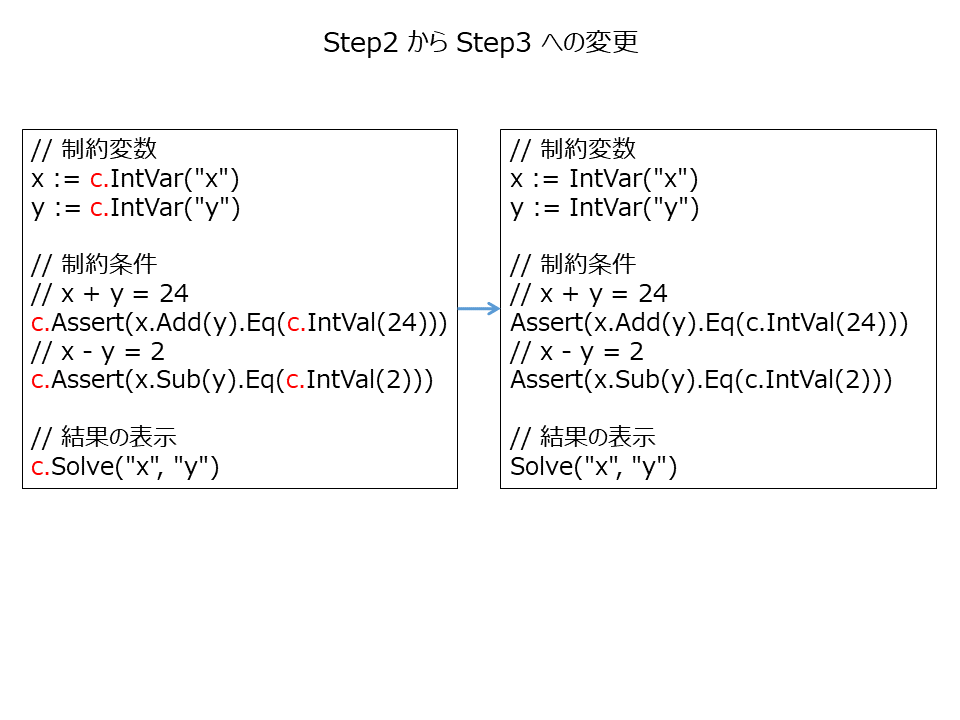 Step2 から Step3 への変更
// 制約変数
x := c.IntVar("x")
y := c.IntVar("y")
// 制約条件
// x + y = 24
c.Assert(x.Add(y).Eq(c.IntVal(24)))
// x - y = 2
c.Assert(x.Sub(y).Eq(c.IntVal(2)))
// 結果の表示
c.Solve("x", "y")
// 制約変数
x := IntVar("x")
y := IntVar("y")
// 制約条件
// x + y = 24
Assert(x.Add(y).Eq(c.IntVal(24)))
// x - y = 2
Assert(x.Sub(y).Eq(c.IntVal(2)))
// 結果の表示
Solve("x", "y")